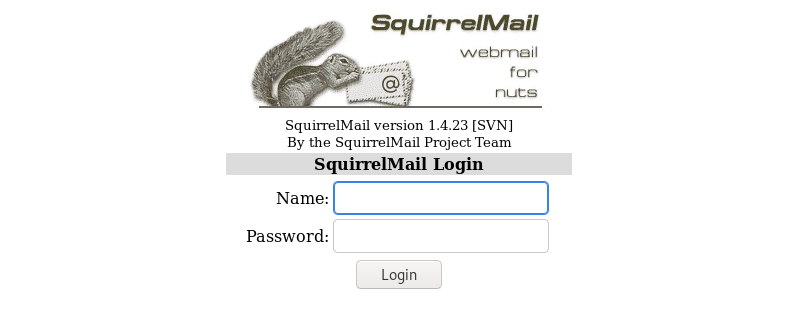 SquirrelMail
webmail
for
nuts
@
SquirrelMail version 1.4.23 [SVN]
By the SquirrelMail Project Team
SquirrelMail Login
Name:
Password:
Login